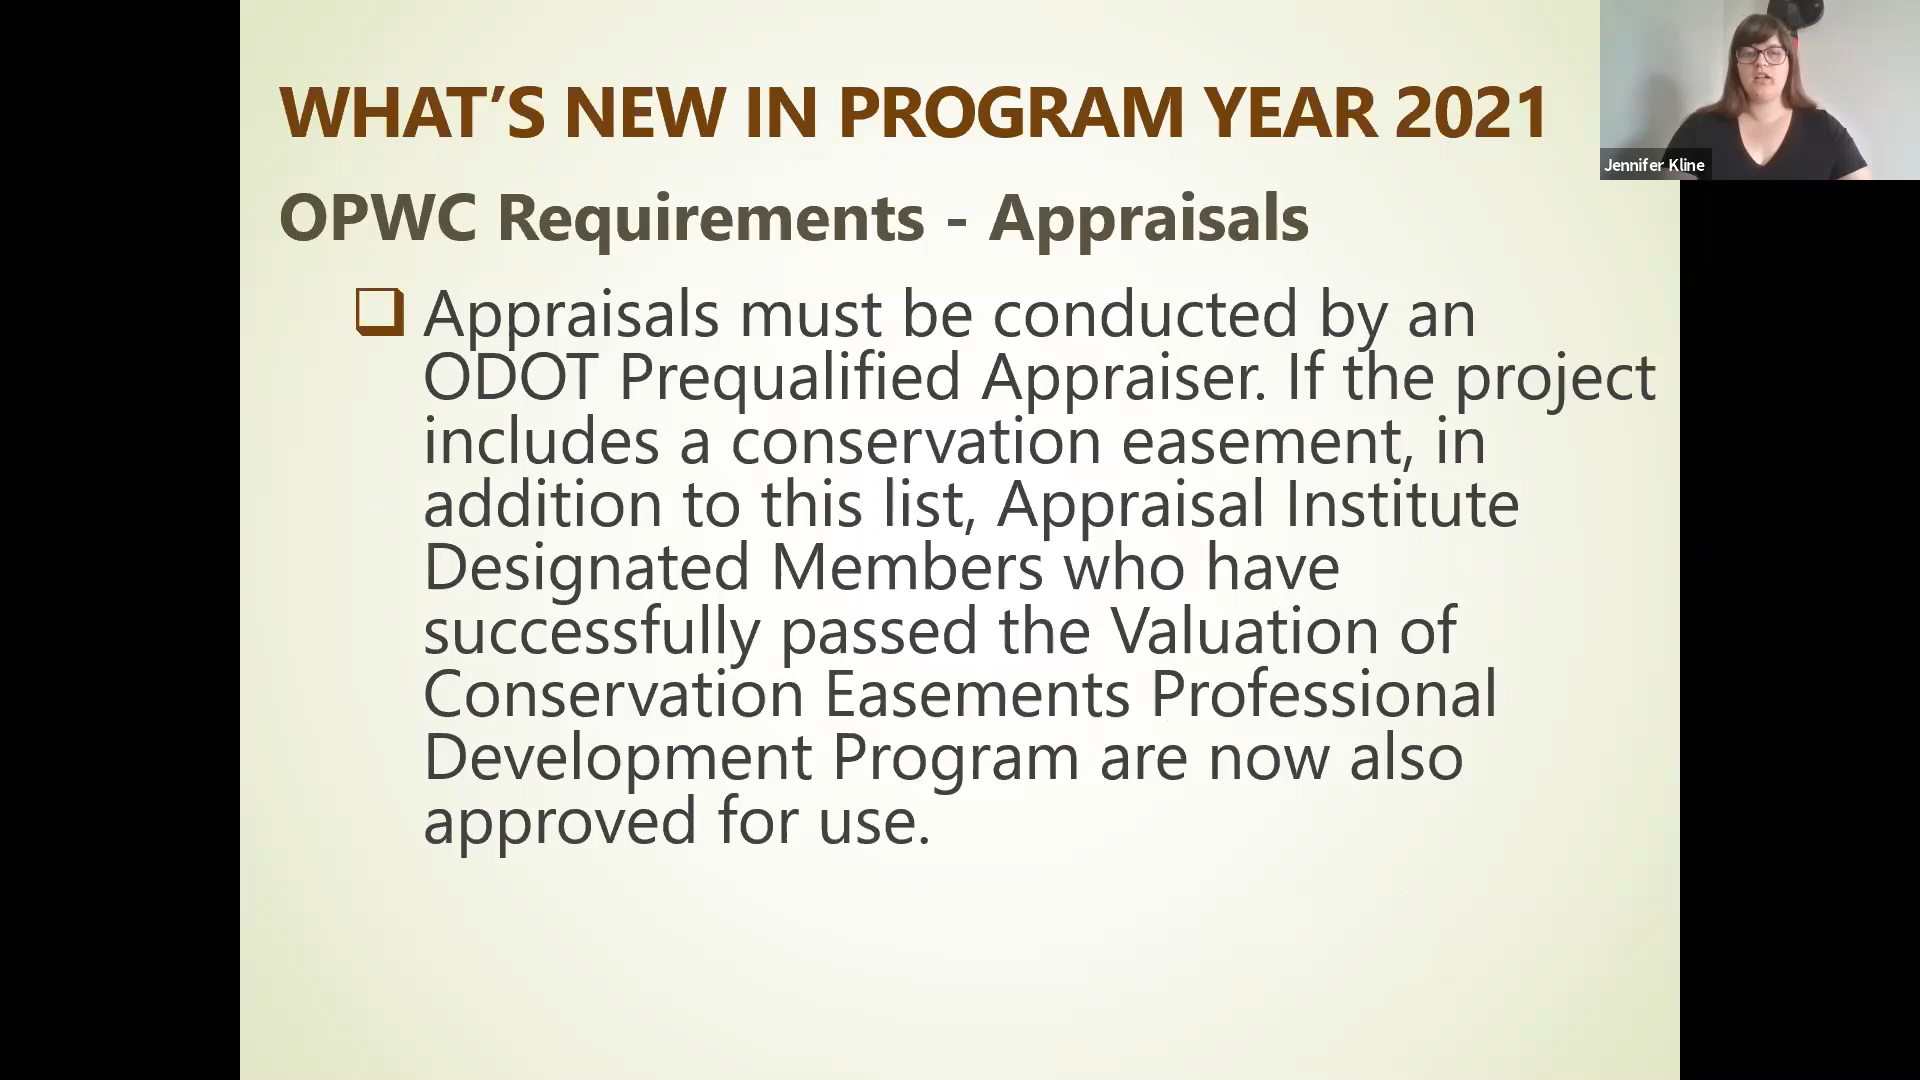 WHAT’S NEW IN PROGRAM YEAR 2021
Jennifer Kline
OPWC Requirements - Appraisals
Appraisals must be conducted by an
ODOT Prequalified Appraiser. If the project
includes a conservation easement, in
addition to this list, Appraisal Institute
Designated Members who have
successfully passed the Valuation of
Conservation Easements Professional
Development Program are now also
approved for use.